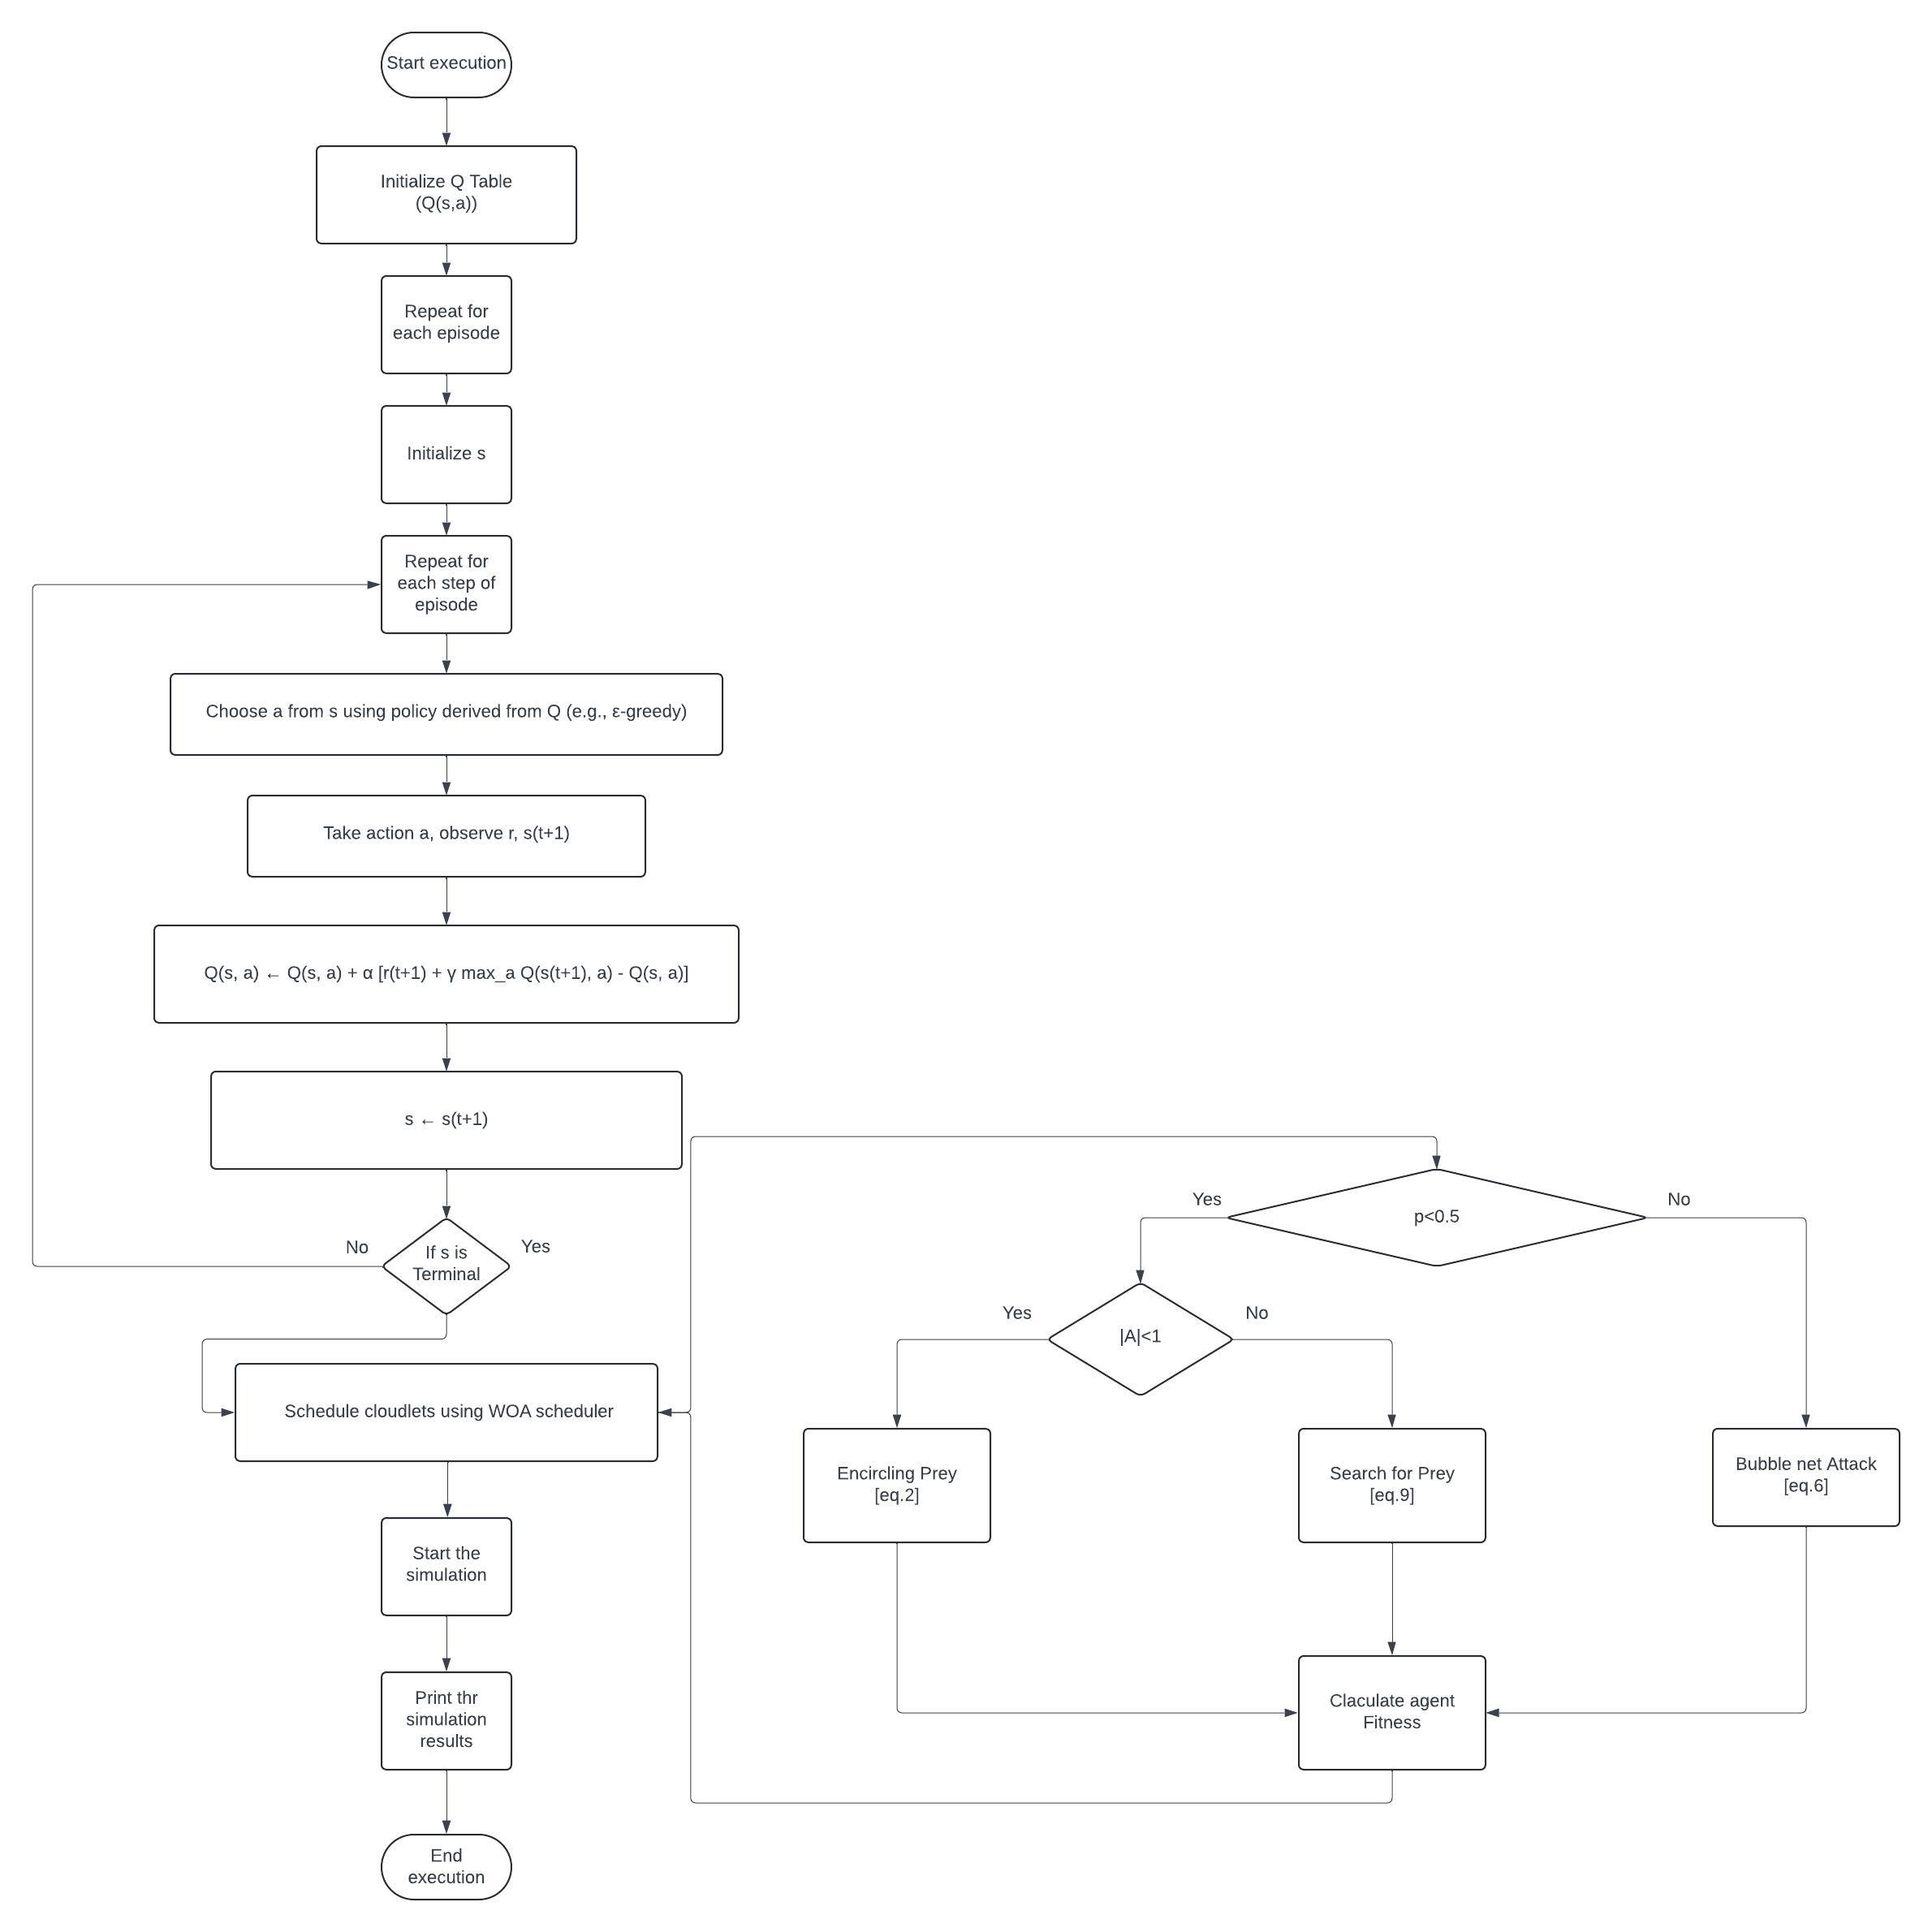 Start execution
Initialize Q Table
(Q(s,a))
Repeat for
each episode
Initialize s
Repeat for
each step of
episode
Choose a from s using policy derived from Q (e.g., ε-greedy)
Take action a, observe r, s(t+1)
Q(s, a) ← Q(s, a) + α [r(t+1) + γ max_a Q(s(t+1), a) - Q(s, a)]
s ← s(t+1)
No
If s is
Terminal
Yes
Schedule cloudlets using WOA scheduler
Start the
simulation
Print thr
simulation
results
End
execution
Yes
p<0.5
No
Yes
|A|<1
No
Encircling Prey
[eq.2]
Search for Prey
[eq.9]
Bubble net Attack
[eq.6]
Claculate agent
Fitness